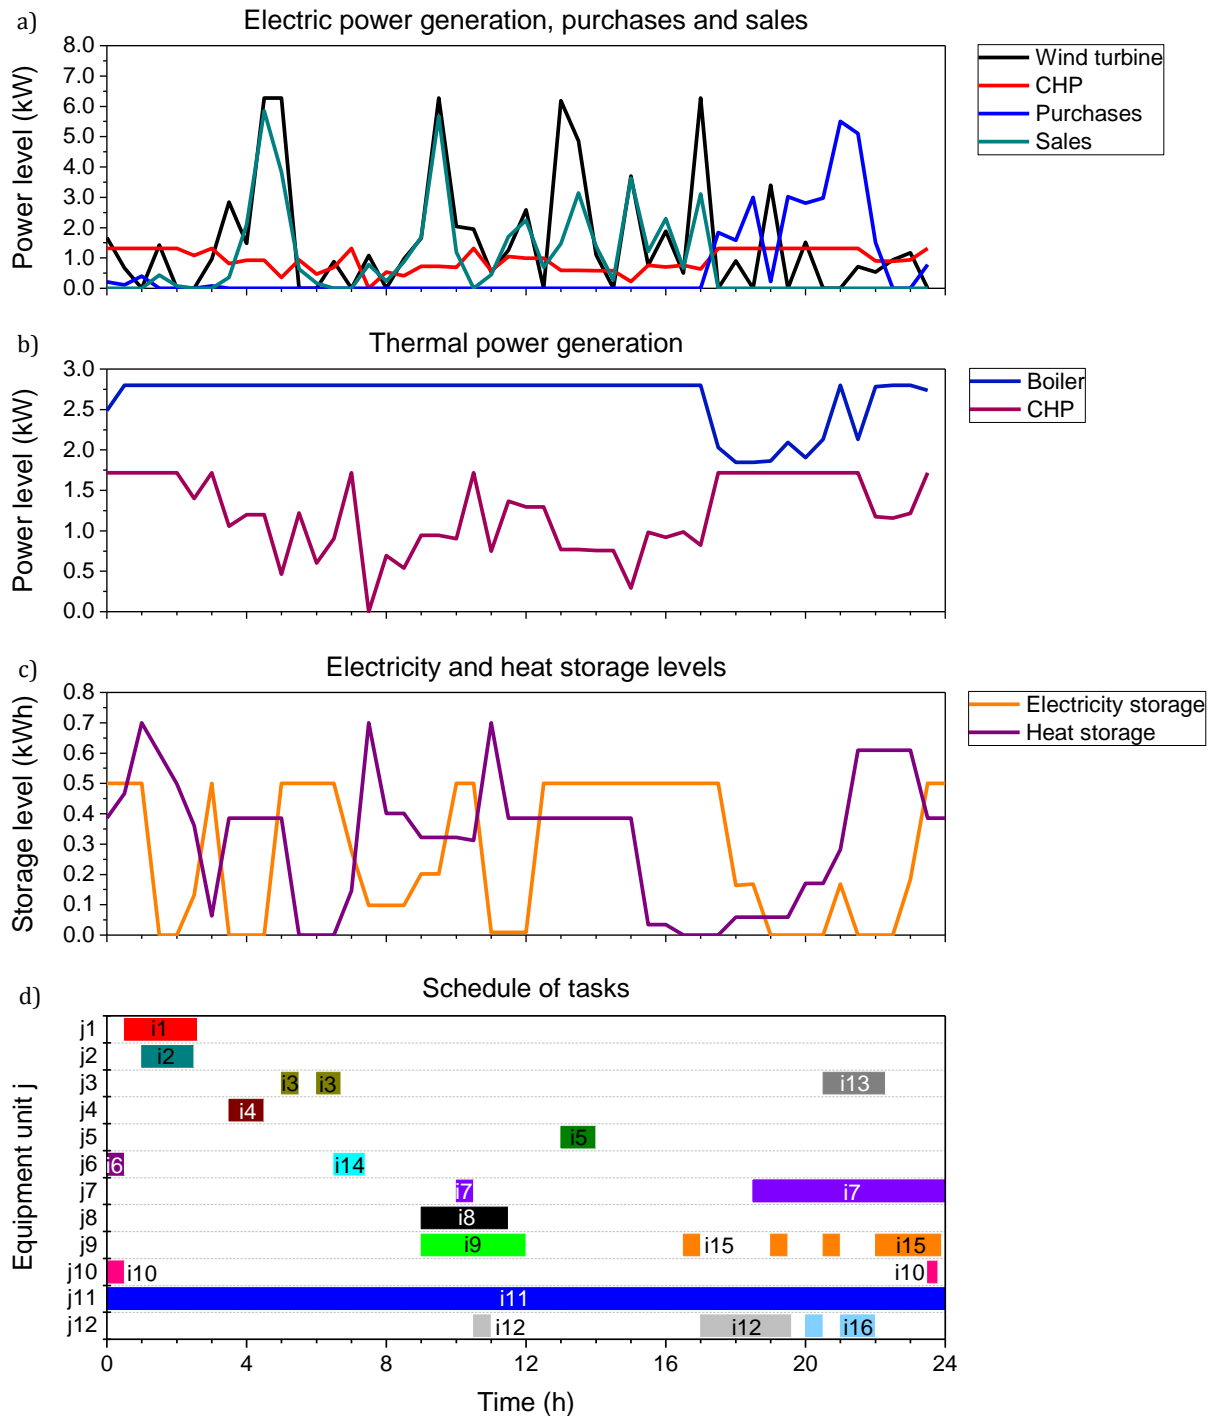 a)
Electric power generation, purchases and sales
Power level (kW)
8.0
7.0
6.0
5.0
4.0
3.0
2.0
1.0
0.0
Wind turbine
CHP
Purchases
Sales
b)
Thermal power generation
Power level (kW)
3.0
2.5
2.0
1.5
1.0
0.5
0.0
Boiler
CHP
c)
Electricity and heat storage levels
Storage level (kWh)
0.8
0.7
0.6
0.5
0.4
0.3
0.2
0.1
0.0
Electricity storage
Heat storage
d)
Schedule of tasks
Equipment unit j
j1 i1
j2 i2
j3 i3 i3 i13
j4 i4
j5 i5
j6 i6 i14
j7 i7 i7
j8 i8
j9 i9 i15 i15
j10 i10 i10
j11 i11
j12 i12 i12 i16
0 4 8 12 16 20 24
Time (h)